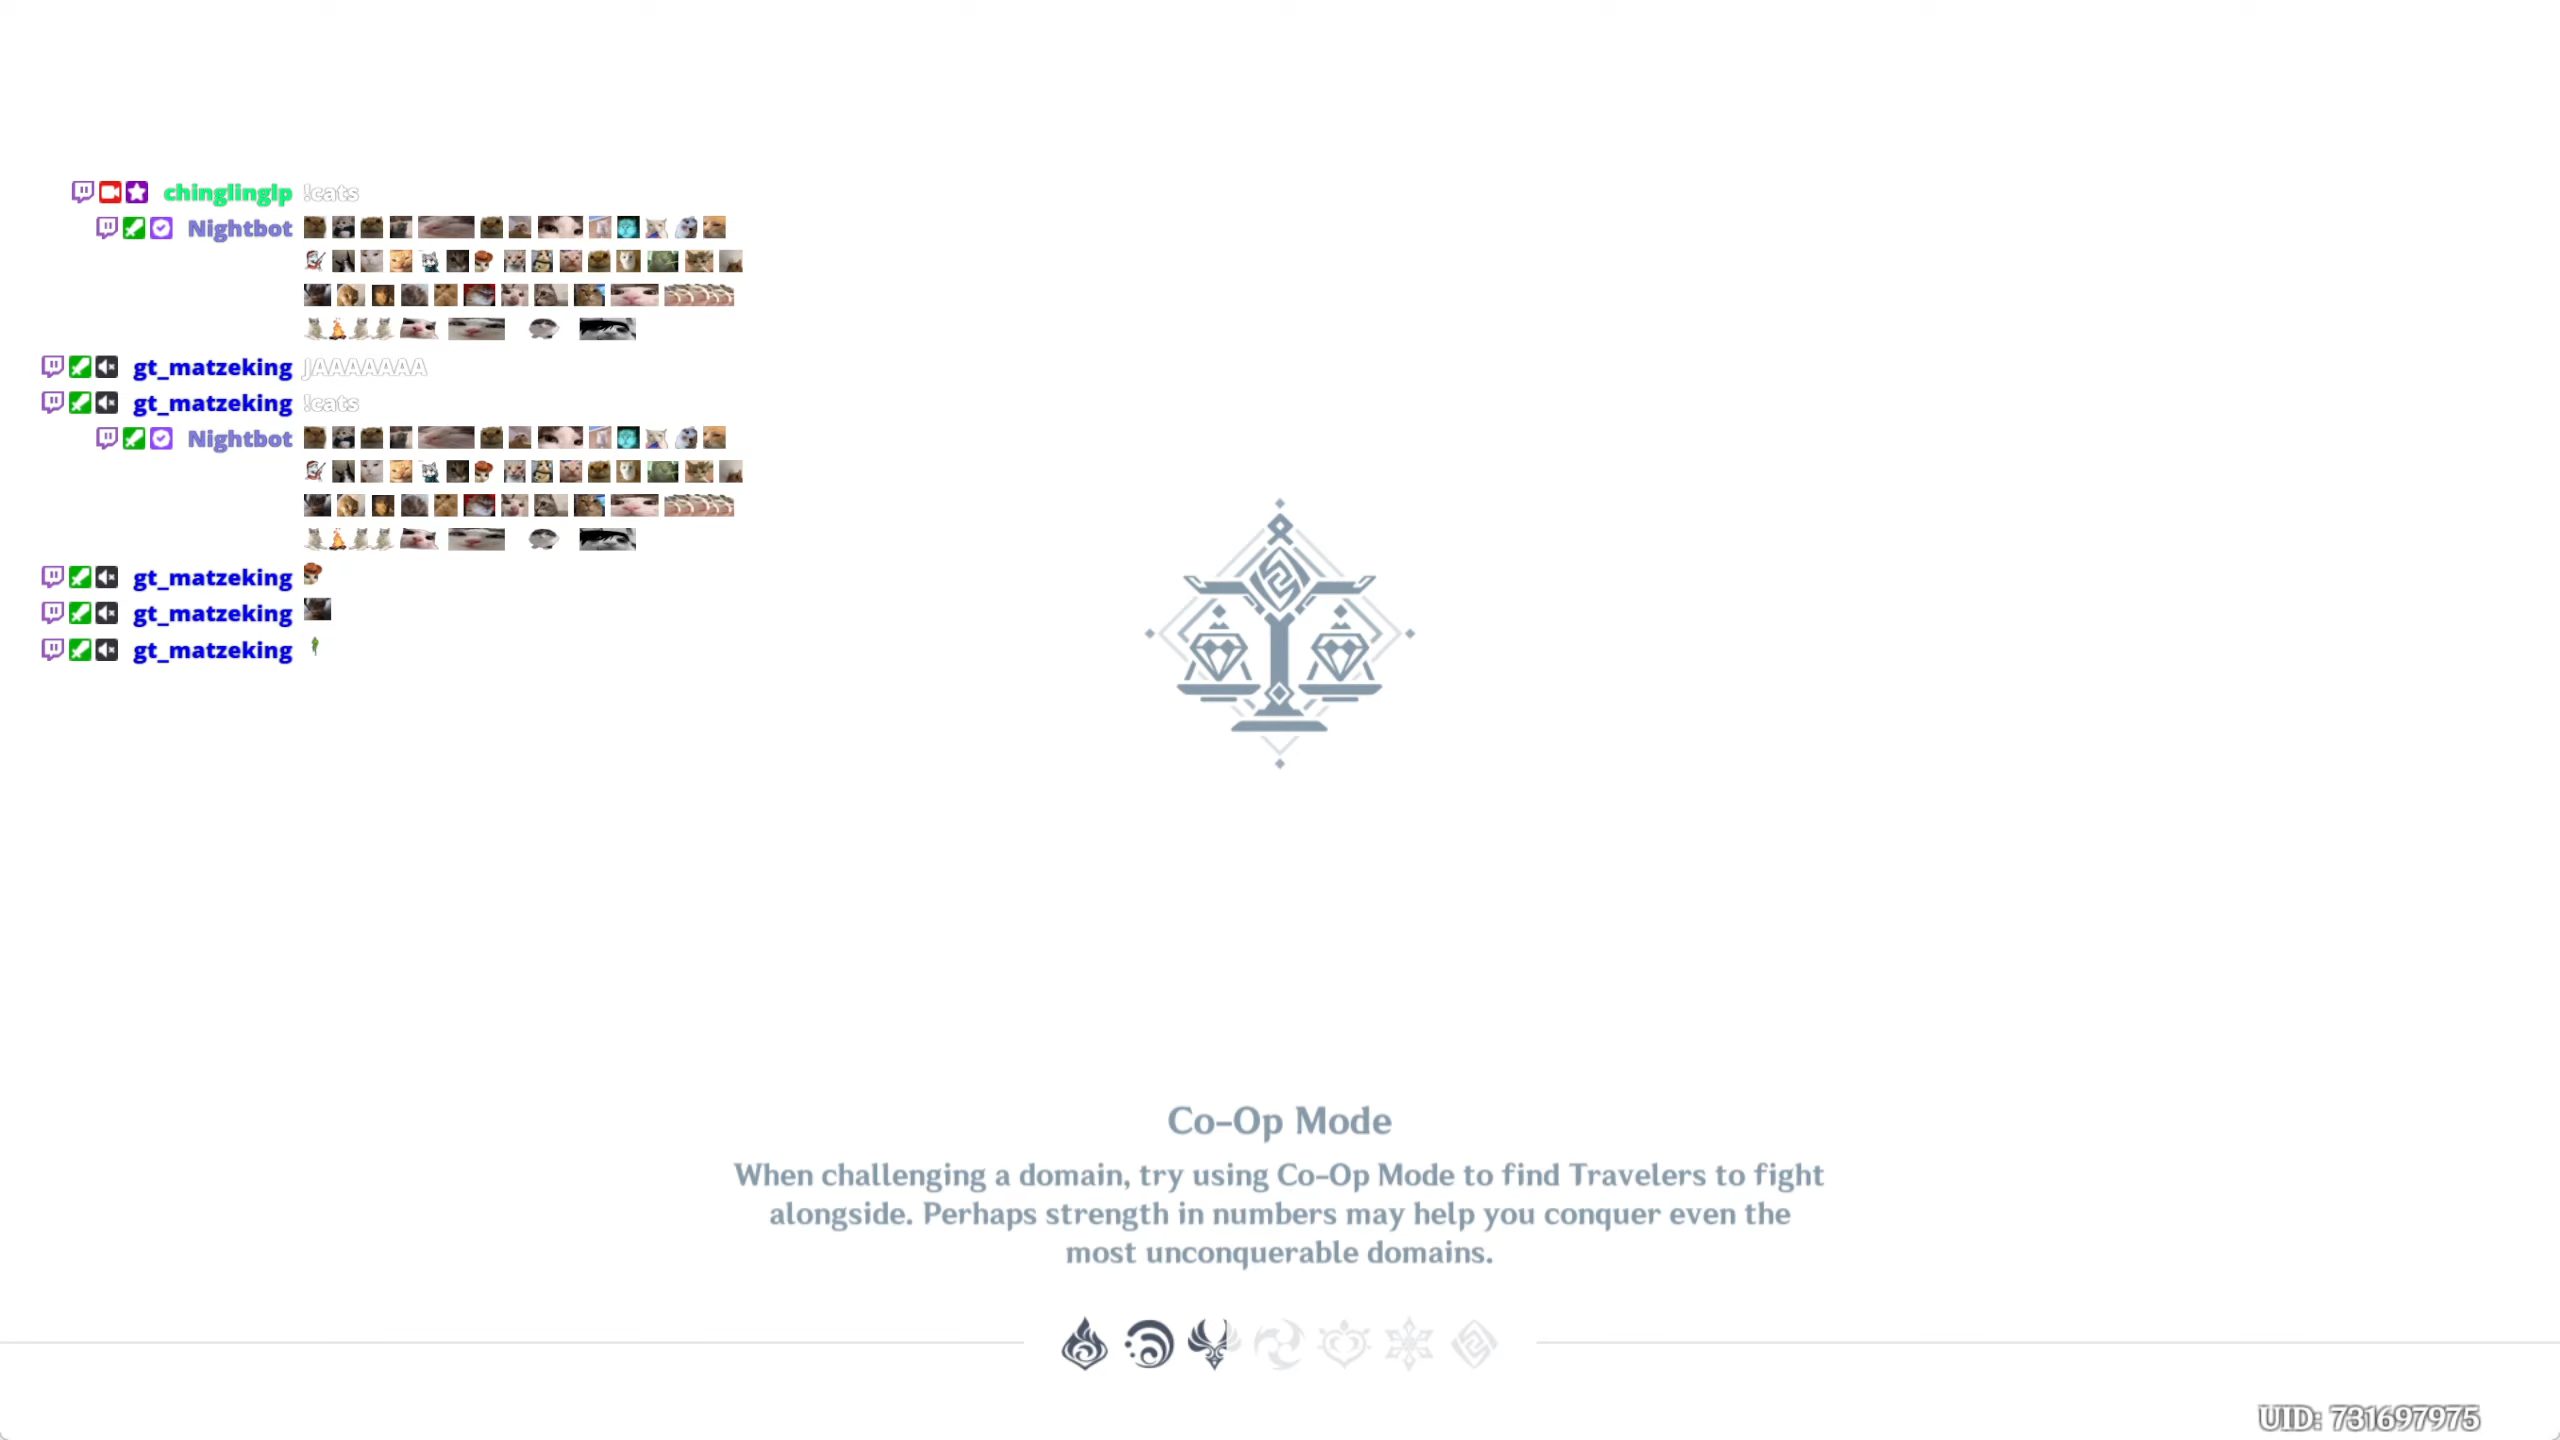 chinglinglp !cats
Nightbot
gt_matzeking JAAAAAAA
gt_matzeking !cats
Nightbot
gt_matzeking
gt_matzeking
gt_matzeking
Co-Op Mode
When challenging a domain, try using Co-Op Mode to find Travelers to fight
alongside. Perhaps strength in numbers may help you conquer even the
most unconquerable domains.
UID: 731697975